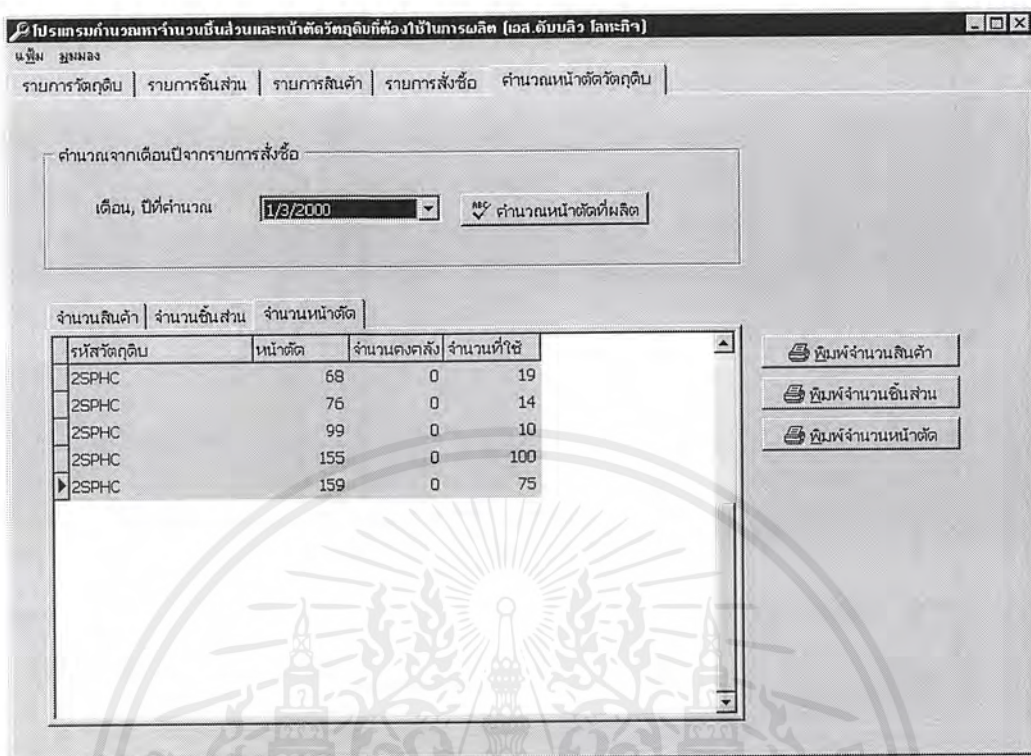 โปรแกรมคำนวณหาจำนวนชิ้นส่วนและหน้าตัดวัตถุดิบที่ต้องใช้ในการผลิต (เอส.ดับบลิว โลหะกิจ)
แฟ้ม มุมมอง
รายการวัตถุดิบ รายการชิ้นส่วน รายการสินค้า รายการสั่งซื้อ คำนวณหน้าตัดวัตถุดิบ
คำนวณจากเดือนปีจากรายการสั่งซื้อ
เดือน, ปีที่คำนวณ 1/3/2000 ABC คำนวณหน้าตัดที่ผลิต
จำนวนสินค้า จำนวนชิ้นส่วน จำนวนหน้าตัด
รหัสวัตถุดิบ หน้าตัด จำนวนคงคลัง จำนวนที่ใช้
2SPHC 68 0 19
2SPHC 76 0 14
2SPHC 99 0 10
2SPHC 155 0 100
2SPHC 159 0 75
พิมพ์จำนวนสินค้า
พิมพ์จำนวนชิ้นส่วน
พิมพ์จำนวนหน้าตัด